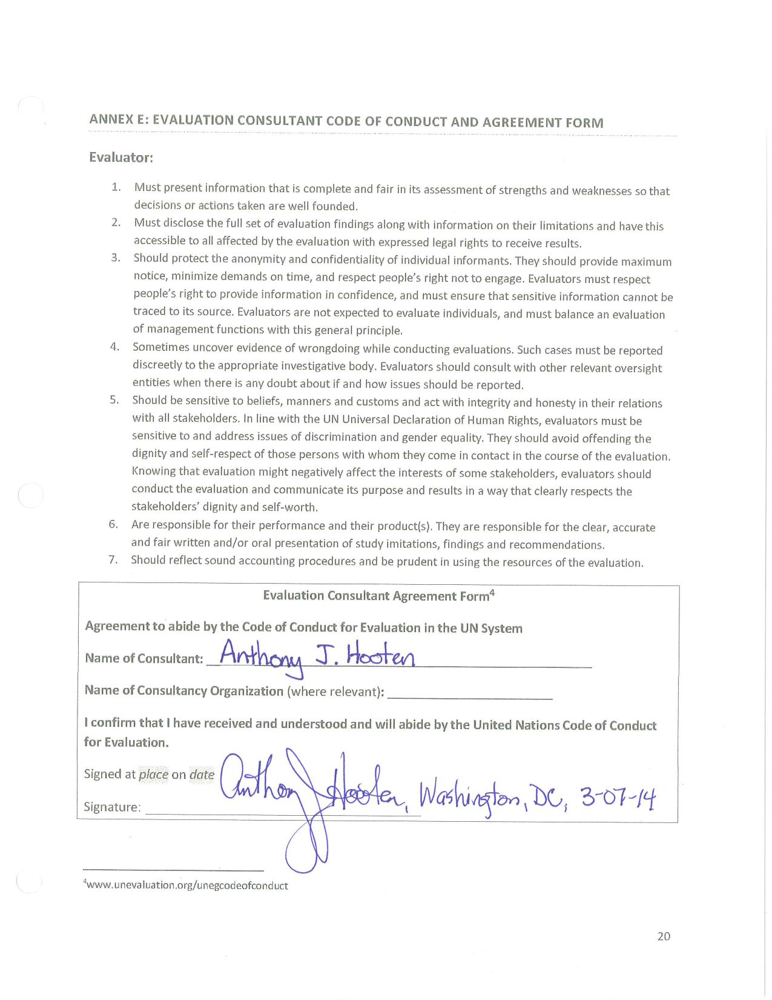 ANNEX E: EVALUATION CONSULTANT CODE OF CONDUCT AND AGREEMENT FORM
Evaluator:
1. Must present information that is complete and fair in its assessment of strengths and weaknesses so that
decisions or actions taken are well founded.
2. Must disclose the full set of evaluation findings along with information on their limitations and have this
accessible to all affected by the evaluation with expressed legal rights to receive results.
3. Should protect the anonymity and confidentiality of individual informants. They should provide maximum
notice, minimize demands on time, and respect people's right not to engage. Evaluators must respect
people's right to provide information in confidence, and must ensure that sensitive information cannot be
traced to its source. Evaluators are not expected to evaluate individuals, and must balance an evaluation
of management functions with this general principle.
4. Sometimes uncover evidence of wrongdoing while conducting evaluations. Such cases must be reported
discreetly to the appropriate investigative body. Evaluators should consult with other relevant oversight
entities when there is any doubt about if and how issues should be reported.
5. Should be sensitive to beliefs, manners and customs and act with integrity and honesty in their relations
with all stakeholders. In line with the UN Universal Declaration of Human Rights, evaluators must be
sensitive to and address issues of discrimination and gender equality. They should avoid offending the
dignity and self-respect of those persons with whom they come in contact in the course of the evaluation.
Knowing that evaluation might negatively affect the interests of some stakeholders, evaluators should
conduct the evaluation and communicate its purpose and results in a way that clearly respects the
stakeholders' dignity and self-worth.
6. Are responsible for their performance and their product(s). They are responsible for the clear, accurate
and fair written and/or oral presentation of study imitations, findings and recommendations.
7. Should reflect sound accounting procedures and be prudent in using the resources of the evaluation.
Evaluation Consultant Agreement Form4
Agreement to abide by the Code of Conduct for Evaluation in the UN System
Name of Consultant: Anthony J. Hooten
Name of Consultancy Organization (where relevant):
I confirm that I have received and understood and will abide by the United Nations Code of Conduct
for Evaluation.
Signed at place on date
Signature: Anthony J Hooten, Washington, DC, 3-07-14
4www.unevaluation.org/unegcodeofconduct
20